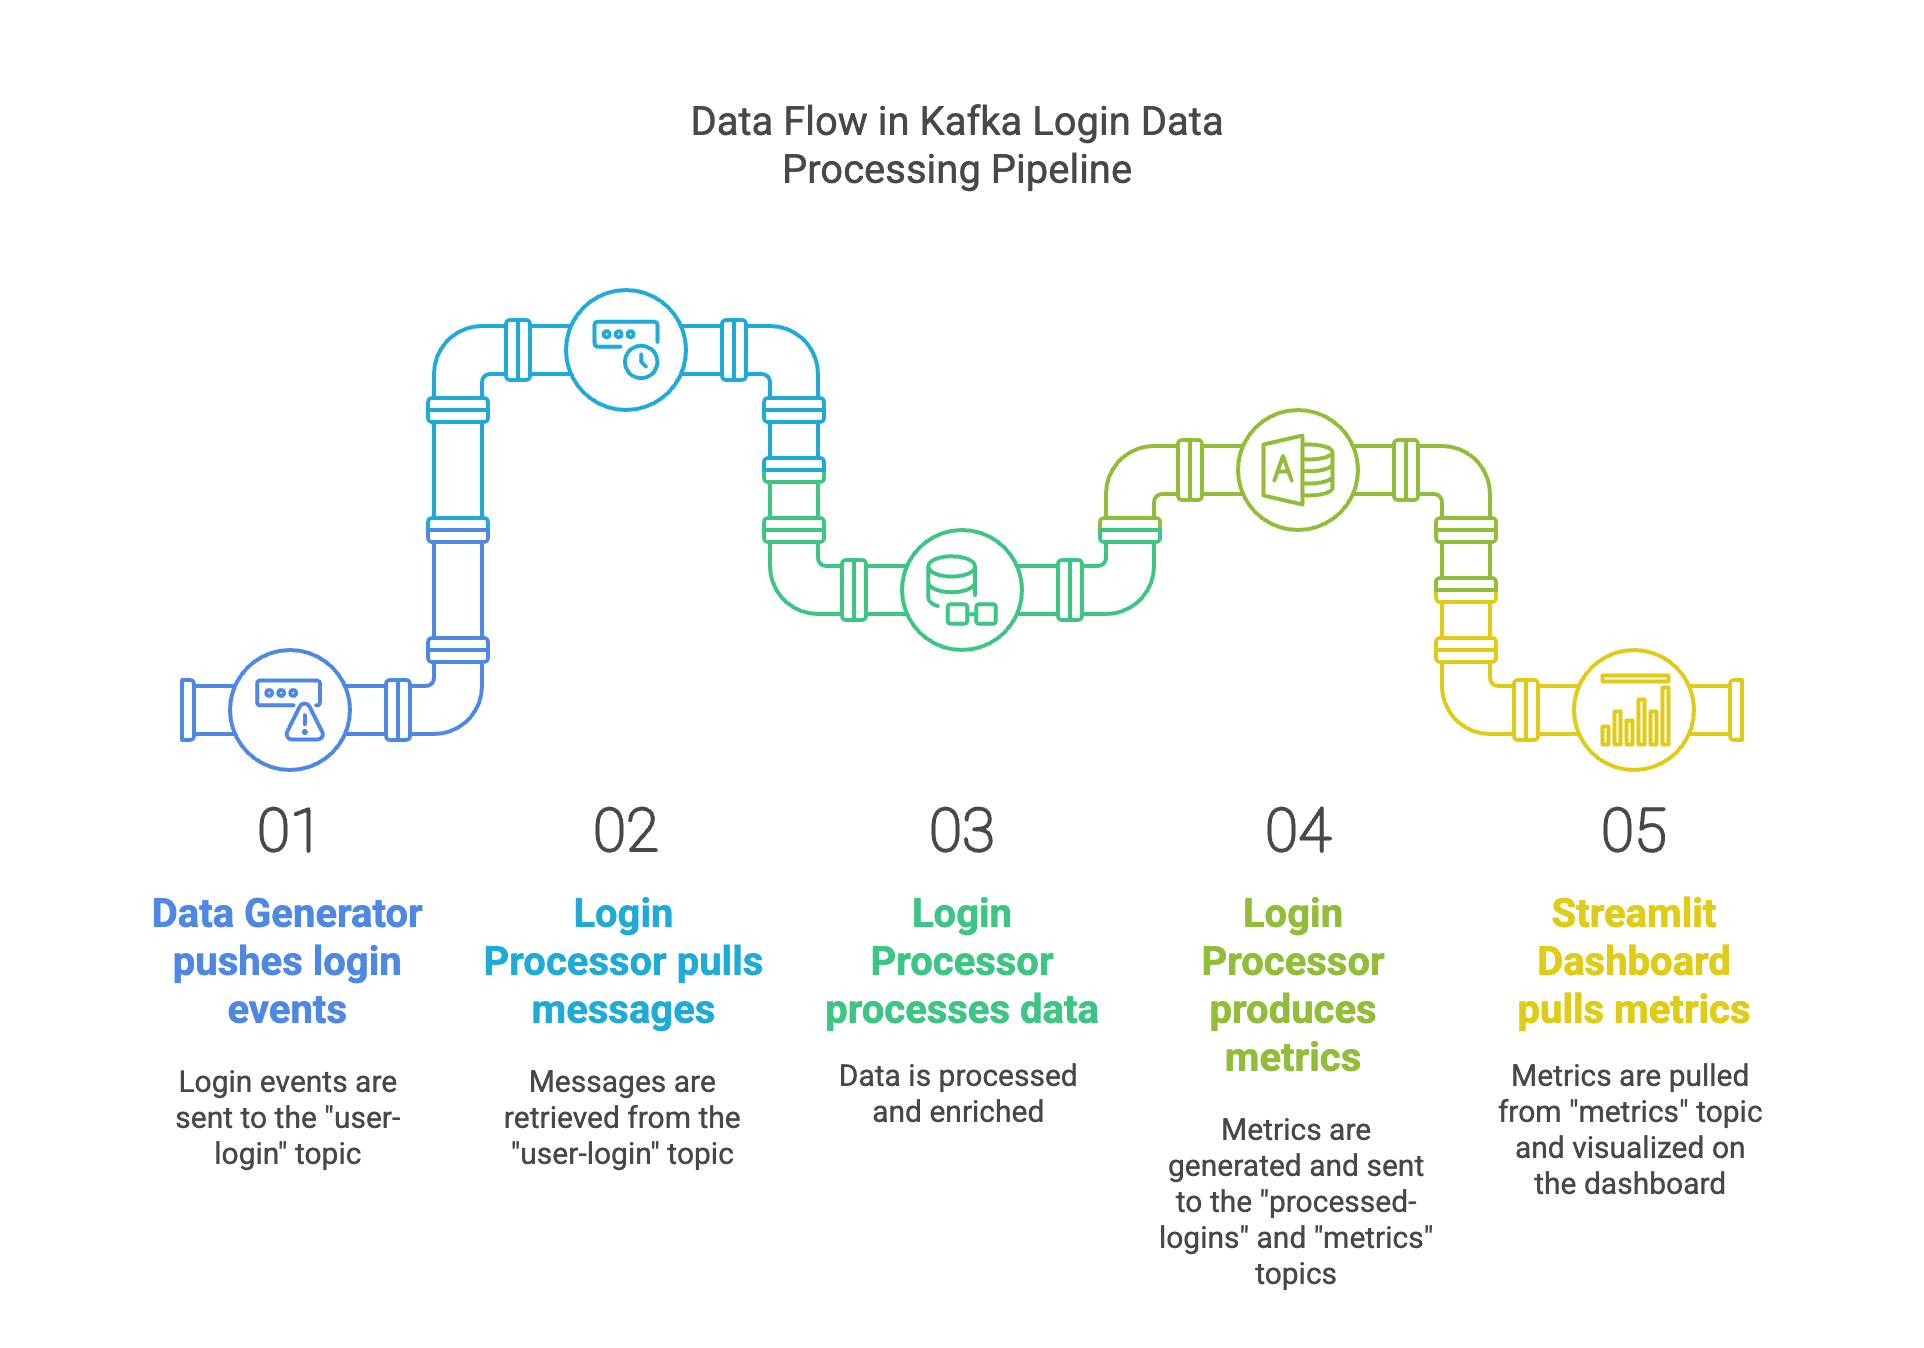 Data Flow in Kafka Login Data
Processing Pipeline
A
01
Data Generator
pushes login
events
Login events are
sent to the "user-
login" topic
02
Login
Processor pulls
messages
Messages are
retrieved from the
"user-login" topic
03
Login
Processor
processes data
Data is processed
and enriched
04
Login
Processor
produces
metrics
Metrics are
generated and sent
to the "processed-
logins" and "metrics"
topics
05
Streamlit
Dashboard
pulls metrics
Metrics are pulled
from "metrics" topic
and visualized on
the dashboard